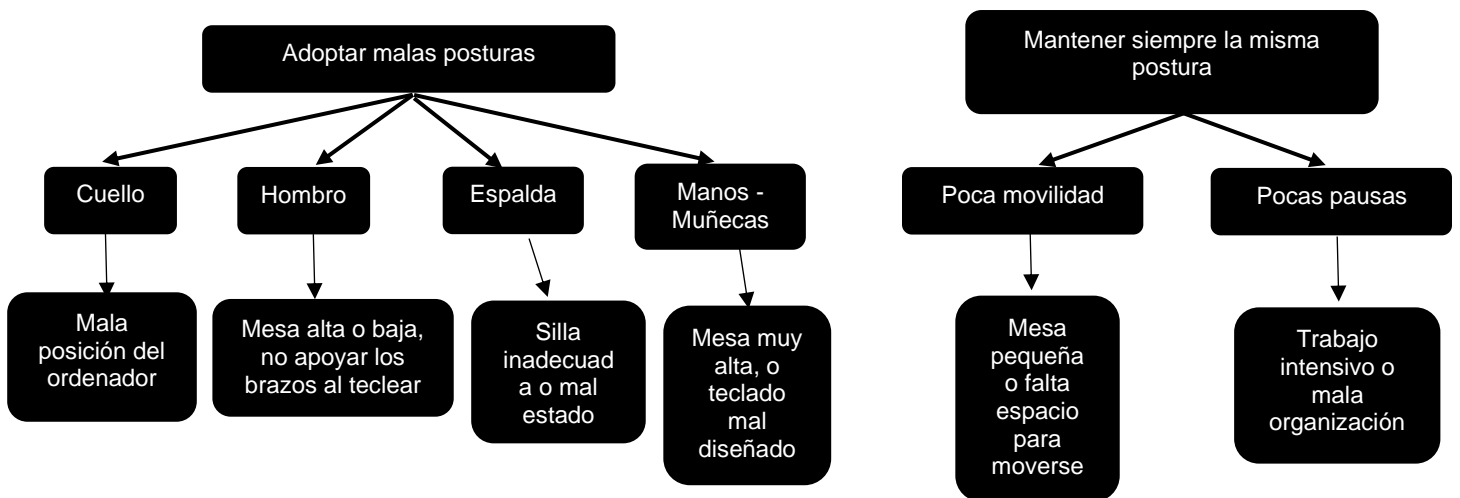 Adoptar malas posturas
Mantener siempre la misma
postura
Cuello
Hombro
Espalda
Manos -
Muñecas
Poca movilidad
Pocas pausas
Mala
posición del
ordenador
Mesa alta o baja,
no apoyar los
brazos al teclear
Silla
inadecuad
a o mal
estado
Mesa muy
alta, o
teclado
mal
diseñado
Mesa
pequeña
o falta
espacio
para
moverse
Trabajo
intensivo o
mala
organización